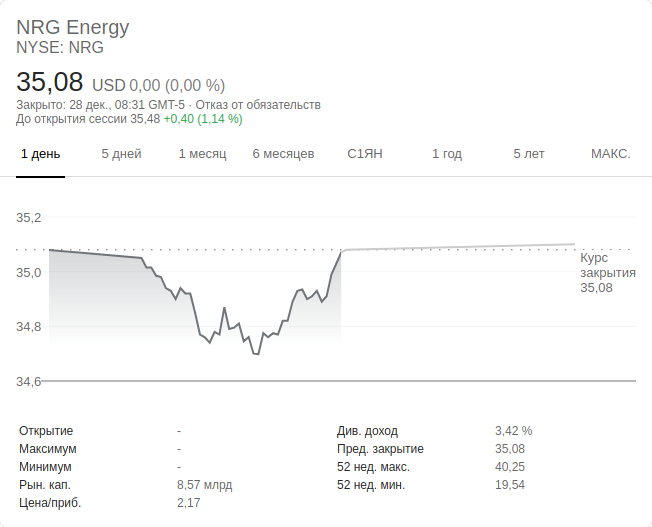 NRG Energy
NYSE: NRG
35,08 USD 0,00 (0,00 %)
Закрыто: 28 дек., 08:31 GMT-5 · Отказ от обязательств
До открытия сессии 35,48 +0,40 (1,14 %)
1 день 5 дней 1 месяц 6 месяцев С1ЯН 1 год 5 лет МАКС.
35,2
35,0
34,8
34,6
Курс
закрытия
35,08
Открытие -
Максимум -
Минимум -
Рын. кап. 8,57 млрд
Цена/приб. 2,17
Див. доход 3,42 %
Пред. закрытие 35,08
52 нед. макс. 40,25
52 нед. мин. 19,54